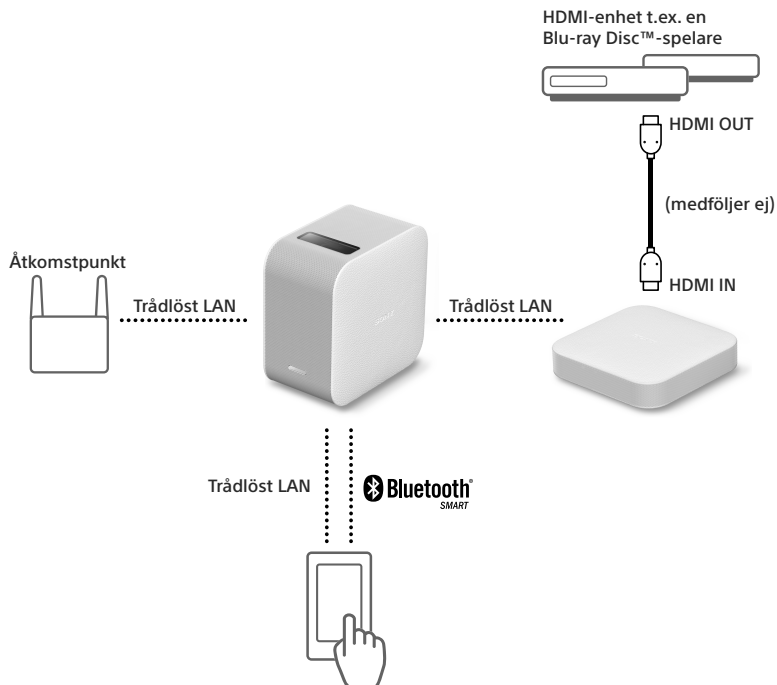 HDMI-enhet t.ex. en
Blu-ray Disc™-spelare
HDMI OUT
(medföljer ej)
HDMI IN
Åtkomstpunkt
Trådlöst LAN
Trådlöst LAN
Trådlöst LAN
Bluetooth®
SMART